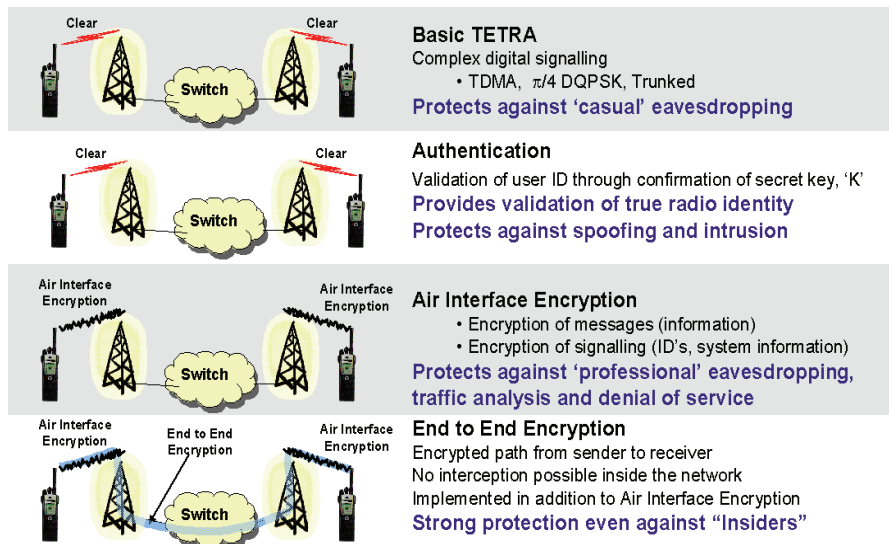 Clear
Clear
Switch
Basic TETRA
Complex digital signalling
• TDMA, π/4 DQPSK, Trunked
Protects against ‘casual’ eavesdropping
Clear
Clear
Switch
Authentication
Validation of user ID through confirmation of secret key, ‘K’
Provides validation of true radio identity
Protects against spoofing and intrusion
Air Interface
Encryption
Air Interface
Encryption
Switch
Air Interface Encryption
• Encryption of messages (information)
• Encryption of signalling (ID’s, system information)
Protects against ‘professional’ eavesdropping,
traffic analysis and denial of service
Air Interface
Encryption
End to End
Encryption
Air Interface
Encryption
Switch
End to End Encryption
Encrypted path from sender to receiver
No interception possible inside the network
Implemented in addition to Air Interface Encryption
Strong protection even against “Insiders”